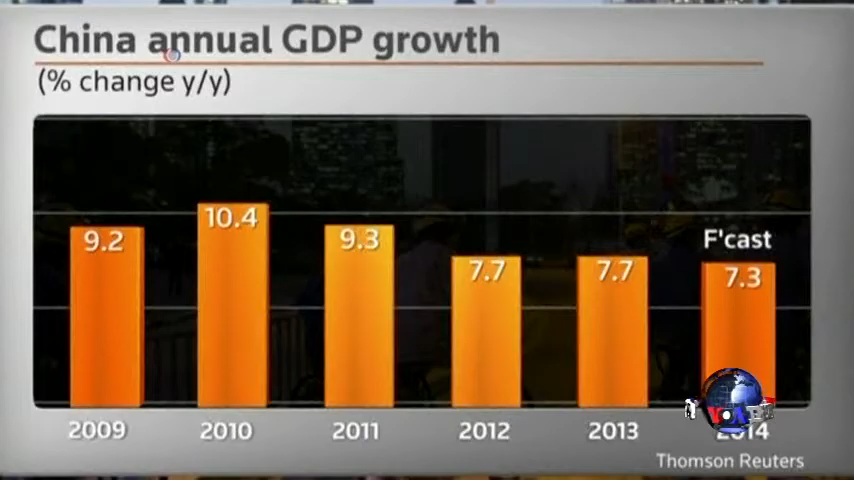 China annual GDP growth
(% change y/y)
9.2
10.4
9.3
7.7
7.7
F'cast
7.3
2009 2010 2011 2012 2013 2014
Thomson Reuters